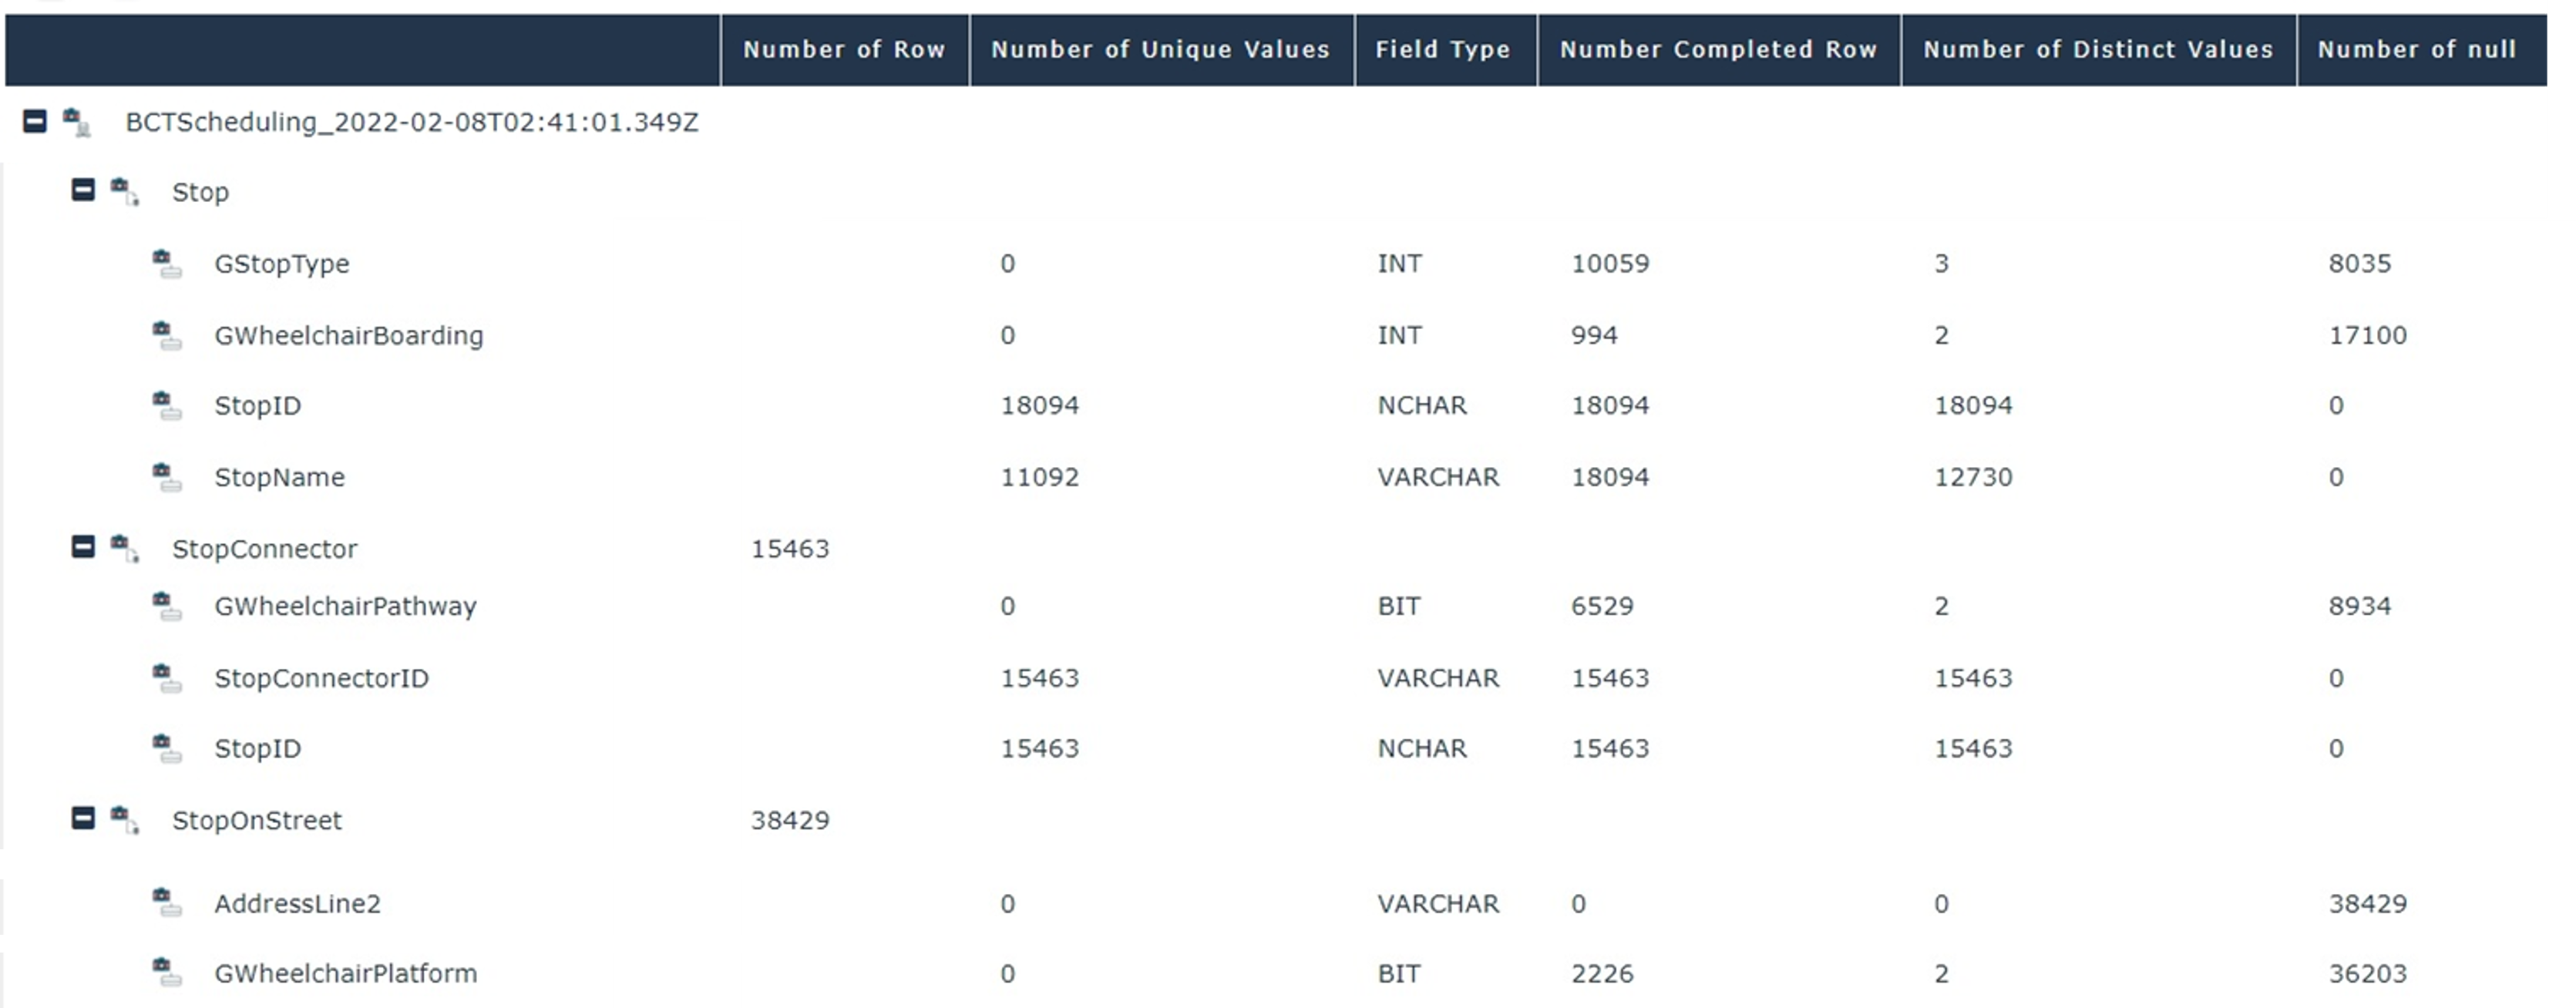 Number of Row Number of Unique Values Field Type Number Completed Row Number of Distinct Values Number of null
BCTScheduling_2022-02-08T02:41:01.349Z
Stop
GStopType 0 INT 10059 3 8035
GWheelchairBoarding 0 INT 994 2 17100
StopID 18094 NCHAR 18094 18094 0
StopName 11092 VARCHAR 18094 12730 0
StopConnector 15463
GWheelchairPathway 0 BIT 6529 2 8934
StopConnectorID 15463 VARCHAR 15463 15463 0
StopID 15463 NCHAR 15463 15463 0
StopOnStreet 38429
AddressLine2 0 VARCHAR 0 0 38429
GWheelchairPlatform 0 BIT 2226 2 36203